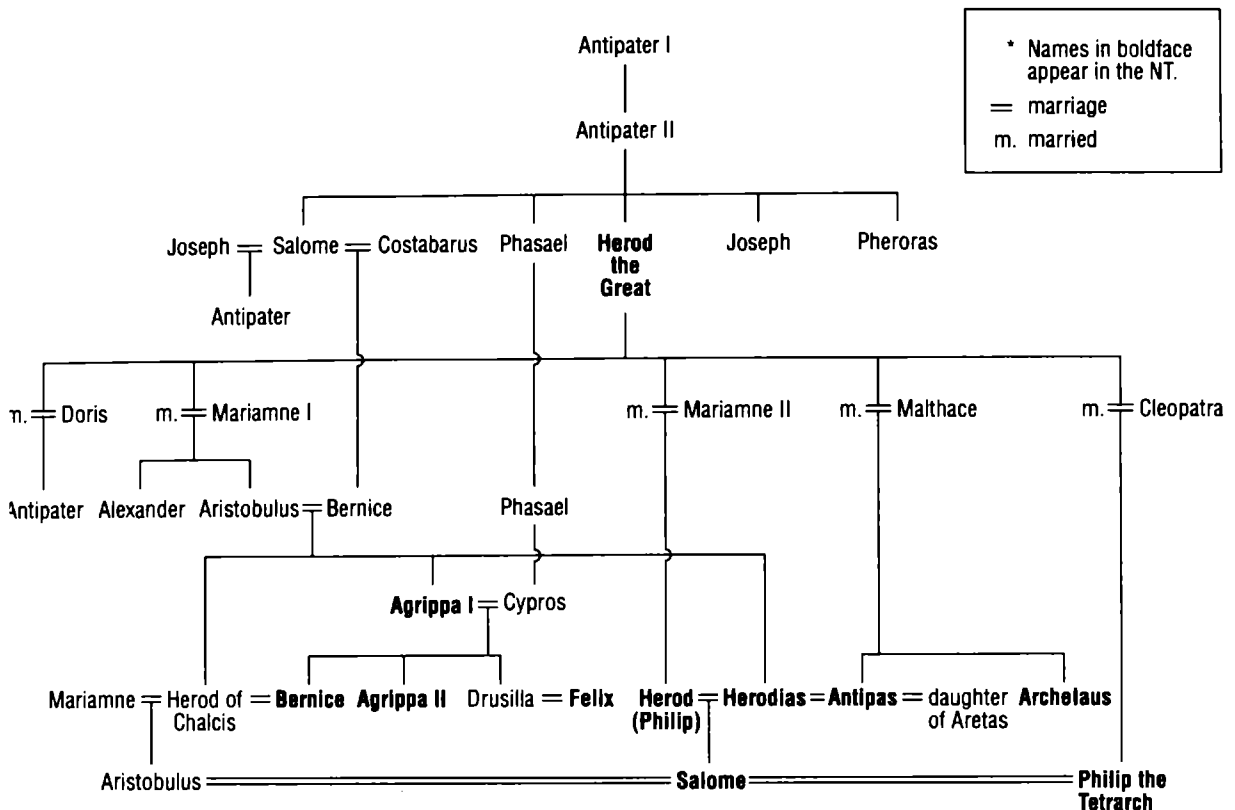 Antipater I
* Names in boldface
appear in the NT.
= marriage
m. married
Antipater II
Joseph = Salome = Costabarus Phasael Herod the Great Joseph Pheroras
Antipater
m. = Doris m. = Mariamne I m. = Mariamne II m. = Malthace m. = Cleopatra
Antipater Alexander Aristobulus = Bernice Phasael
Agrippa I = Cypros
Mariamne = Herod of Chalcis = Bernice Agrippa II Drusilla = Felix Herod (Philip) = Herodias = Antipas = daughter of Aretas Archelaus
Aristobulus = Salome = Philip the Tetrarch